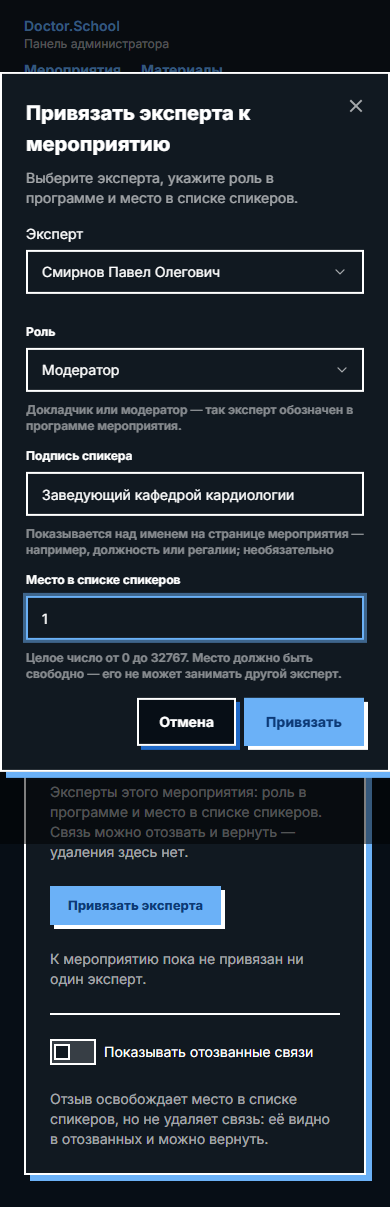 Doctor.School
Панель администратора
Мероприятия Материалы
Привязать эксперта к
мероприятию
Выберите эксперта, укажите роль в
программе и место в списке спикеров.
Эксперт
Смирнов Павел Олегович
Роль
Модератор
Докладчик или модератор — так эксперт обозначен в
программе мероприятия.
Подпись спикера
Заведующий кафедрой кардиологии
Показывается над именем на странице мероприятия —
например, должность или регалии; необязательно
Место в списке спикеров
1
Целое число от 0 до 32767. Место должно быть
свободно — его не может занимать другой эксперт.
Отмена Привязать
Эксперты этого мероприятия: роль в
программе и место в списке спикеров.
Связь можно отозвать и вернуть —
удаления здесь нет.
Привязать эксперта
К мероприятию пока не привязан ни
один эксперт.
Показывать отозванные связи
Отзыв освобождает место в списке
спикеров, но не удаляет связь: её видно
в отозванных и можно вернуть.